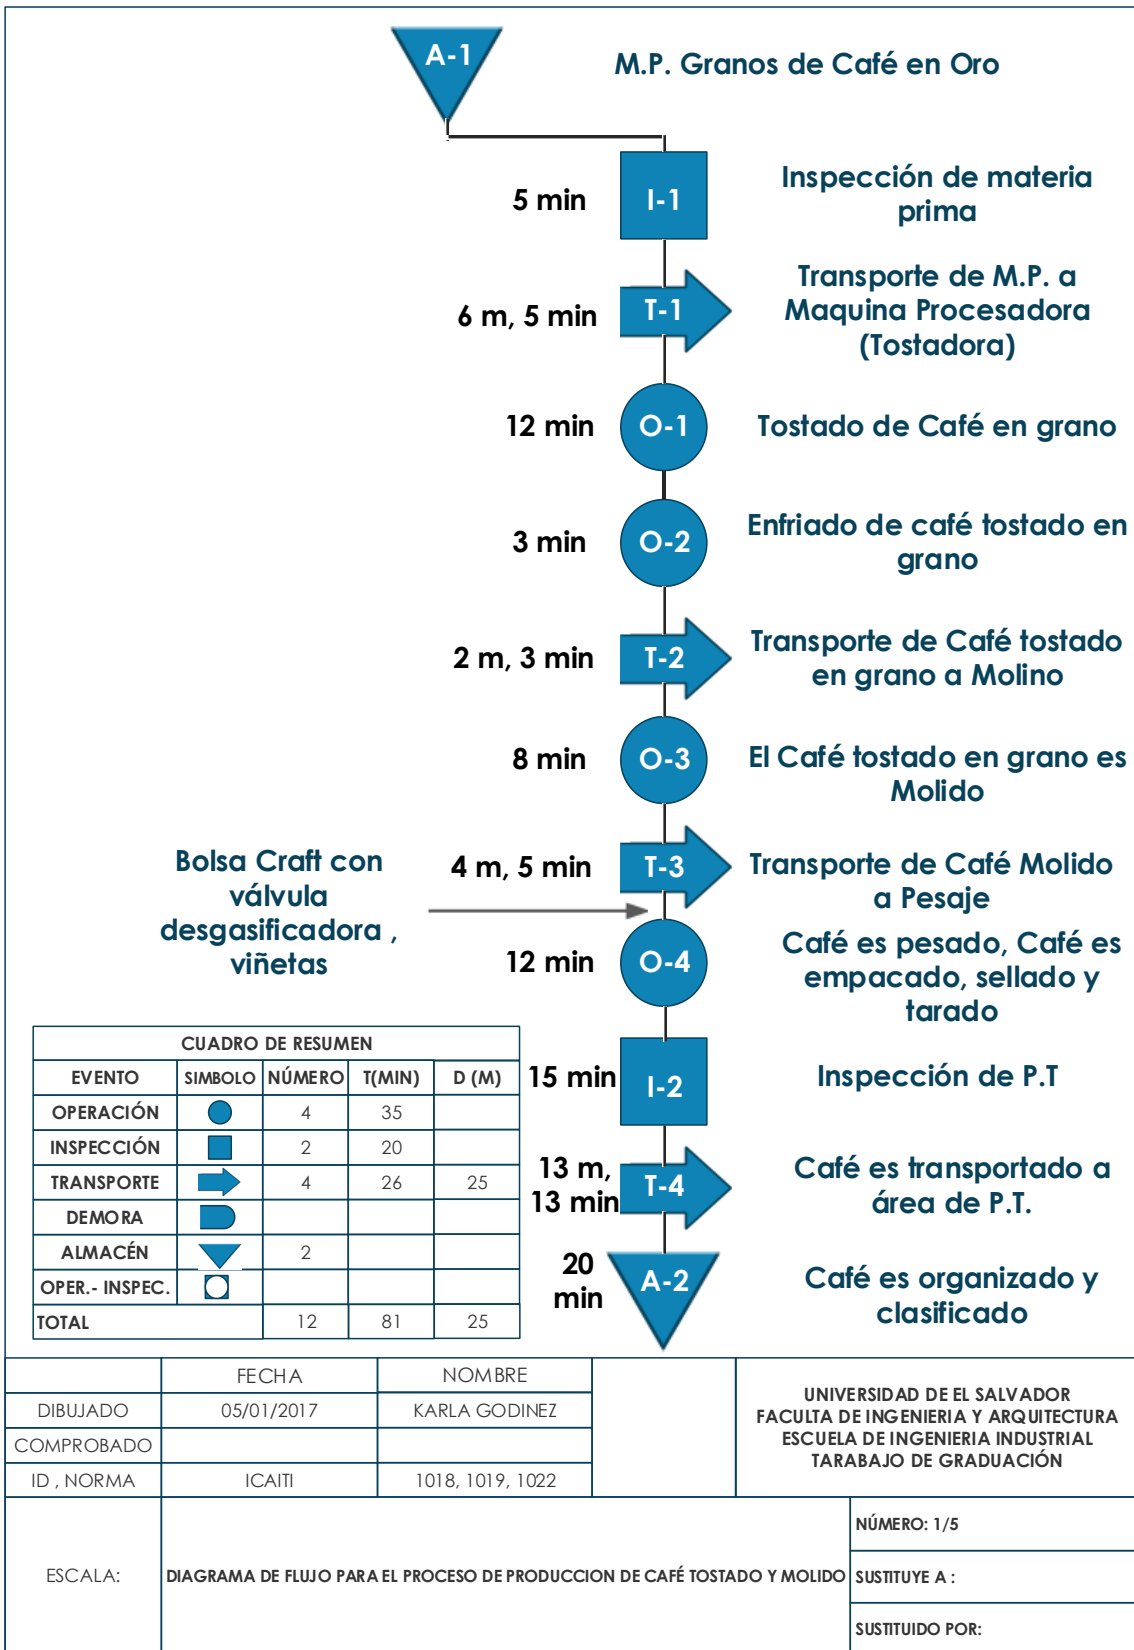 A-1
M.P. Granos de Café en Oro
5 min
I-1
Inspección de materia
prima
6 m, 5 min
T-1
Transporte de M.P. a
Maquina Procesadora
(Tostadora)
12 min
O-1
Tostado de Café en grano
3 min
O-2
Enfriado de café tostado en
grano
2 m, 3 min
T-2
Transporte de Café tostado
en grano a Molino
8 min
O-3
El Café tostado en grano es
Molido
4 m, 5 min
T-3
Transporte de Café Molido
a Pesaje
Bolsa Craft con
válvula
desgasificadora ,
viñetas
12 min
O-4
Café es pesado, Café es
empacado, sellado y
tarado
15 min
I-2
Inspección de P.T
13 m,
13 min
T-4
Café es transportado a
área de P.T.
20
min
A-2
Café es organizado y
clasificado
CUADRO DE RESUMEN
EVENTO SIMBOLO NÚMERO T(MIN) D (M)
OPERACIÓN 4 35
INSPECCIÓN 2 20
TRANSPORTE 4 26 25
DEMORA
ALMACÉN 2
OPER.- INSPEC.
TOTAL 12 81 25
FECHA NOMBRE
DIBUJADO 05/01/2017 KARLA GODINEZ
COMPROBADO
ID , NORMA ICAITI 1018, 1019, 1022
UNIVERSIDAD DE EL SALVADOR
FACULTA DE INGENIERIA Y ARQUITECTURA
ESCUELA DE INGENIERIA INDUSTRIAL
TARABAJO DE GRADUACIÓN
ESCALA:
DIAGRAMA DE FLUJO PARA EL PROCESO DE PRODUCCION DE CAFÉ TOSTADO Y MOLIDO
NÚMERO: 1/5
SUSTITUYE A :
SUSTITUIDO POR: